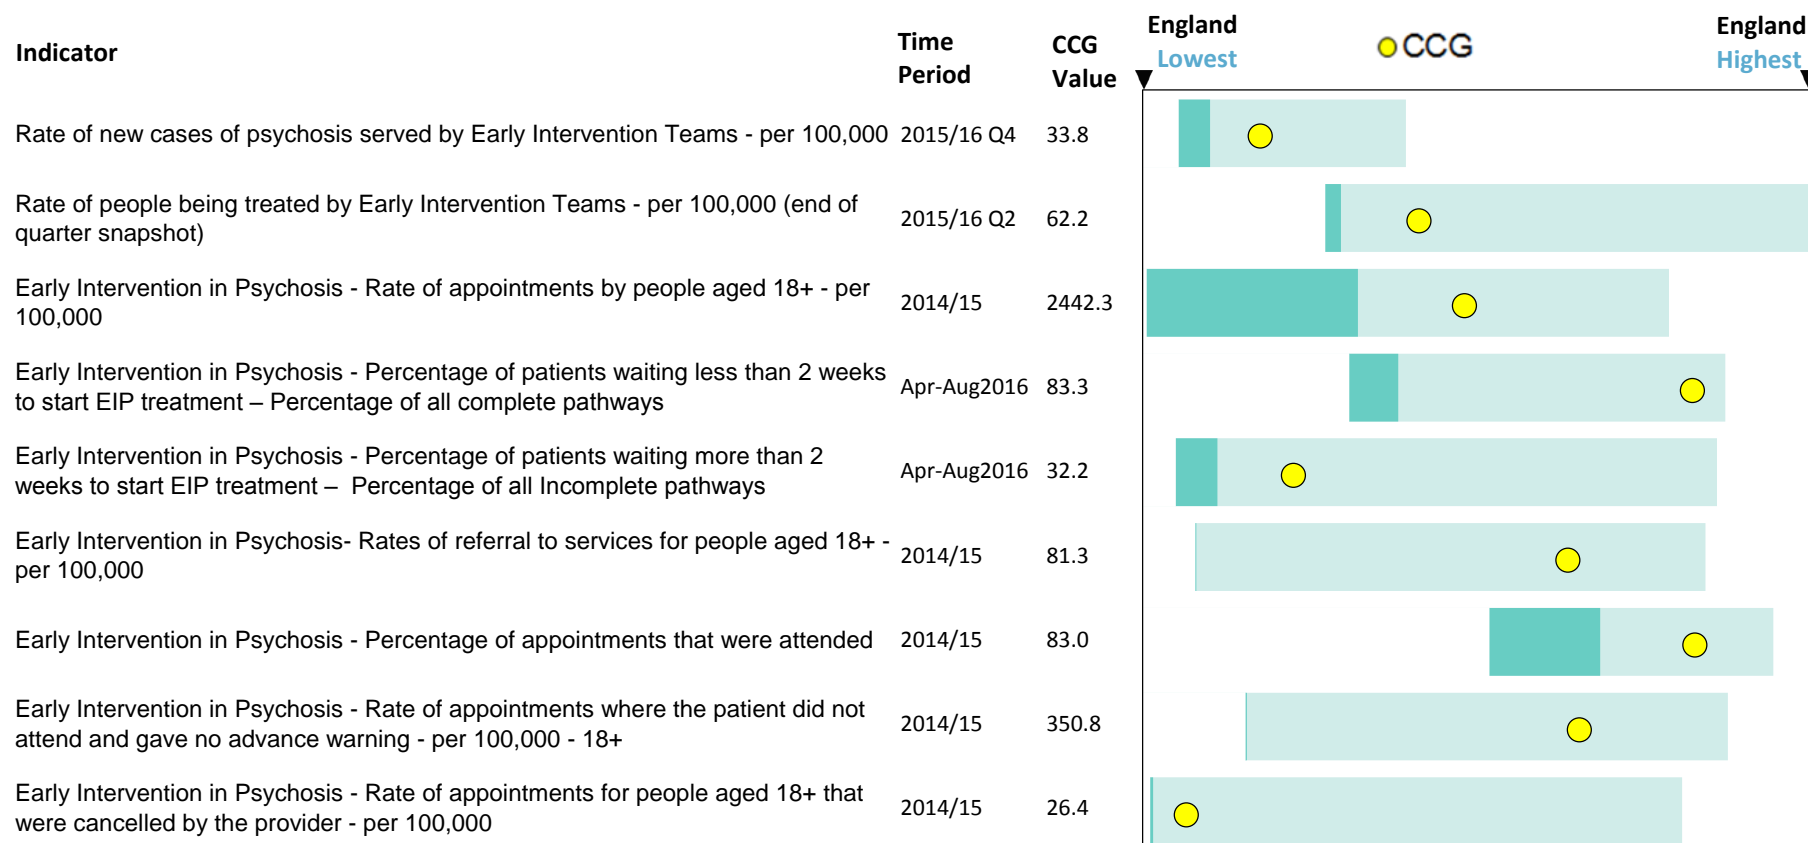 Indicator
Time
Period
CCG
Value
England
Lowest
CCG
England
Highest
Rate of new cases of psychosis served by Early Intervention Teams - per 100,000 2015/16 Q4 33.8
Rate of people being treated by Early Intervention Teams - per 100,000 (end of
quarter snapshot)
2015/16 Q2 62.2
Early Intervention in Psychosis - Rate of appointments by people aged 18+ - per
100,000
2014/15 2442.3
Early Intervention in Psychosis - Percentage of patients waiting less than 2 weeks
to start EIP treatment – Percentage of all complete pathways
Apr-Aug2016 83.3
Early Intervention in Psychosis - Percentage of patients waiting more than 2
weeks to start EIP treatment – Percentage of all Incomplete pathways
Apr-Aug2016 32.2
Early Intervention in Psychosis- Rates of referral to services for people aged 18+ -
per 100,000
2014/15 81.3
Early Intervention in Psychosis - Percentage of appointments that were attended 2014/15 83.0
Early Intervention in Psychosis - Rate of appointments where the patient did not
attend and gave no advance warning - per 100,000 - 18+
2014/15 350.8
Early Intervention in Psychosis - Rate of appointments for people aged 18+ that
were cancelled by the provider - per 100,000
2014/15 26.4